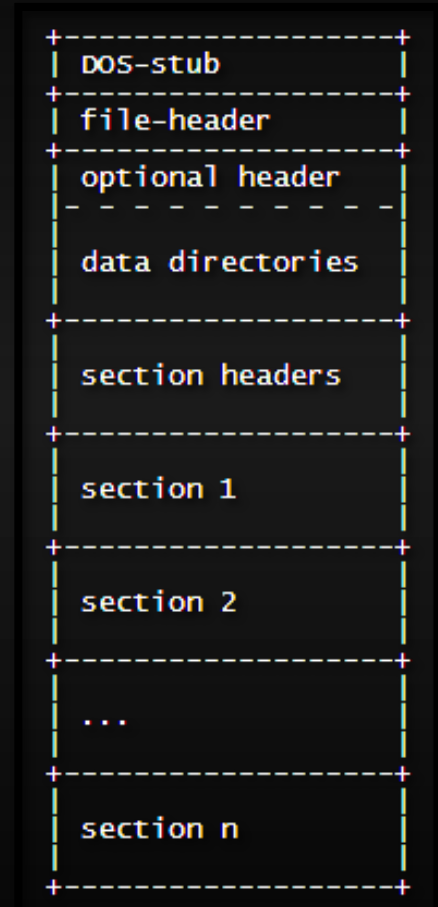 +-------------------+
| DOS-stub          |
+-------------------+
| file-header       |
+-------------------+
| optional header   |
|- - - - - - - - - -|
|                   |
| data directories  |
|                   |
+-------------------+
|                   |
| section headers   |
|                   |
+-------------------+
|                   |
| section 1         |
|                   |
+-------------------+
|                   |
| section 2         |
|                   |
+-------------------+
|                   |
| ...               |
|                   |
+-------------------+
|                   |
| section n         |
|                   |
+-------------------+